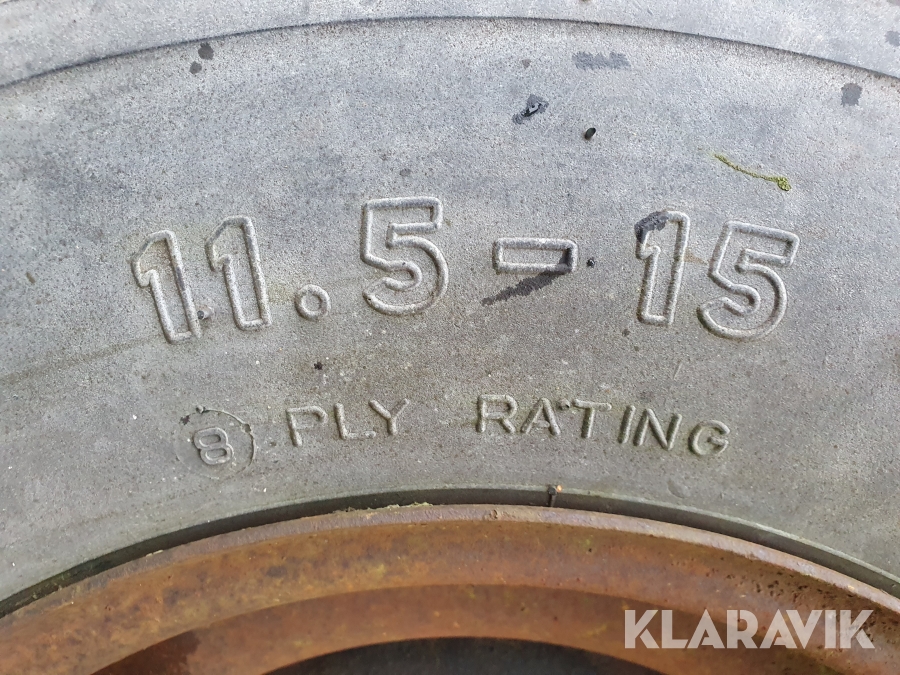 11.5-15
8 PLY RATING
KLARAVIK